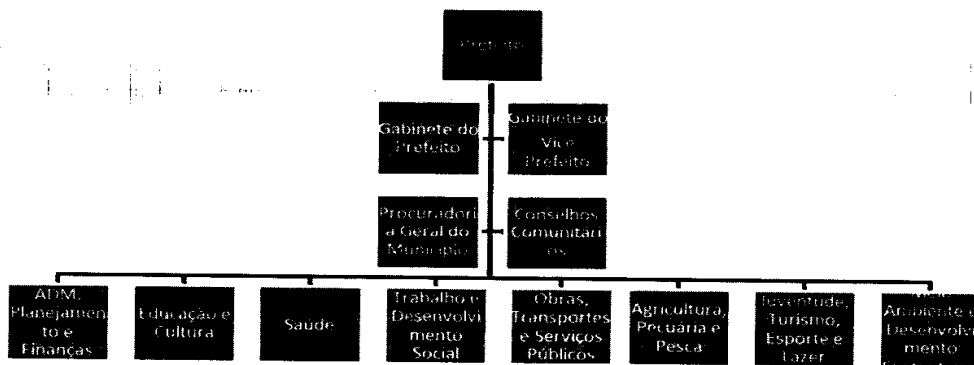 Prefeito
Gabinete do
Prefeito
Gabinete do
Vice
Prefeito
Procuradori
a Geral do
Município
Conselhos
Comunitári
os
ADM,
Planejamen
to e
Finanças
Educação e
Cultura
Saúde
Trabalho e
Desenvolvi
mento
Social
Obras,
Transportes
e Serviços
Públicos
Agricultura,
Pecuária e
Pesca
Juventude,
Turismo,
Esporte e
Lazer
Ambiente e
Desenvolvi
mento